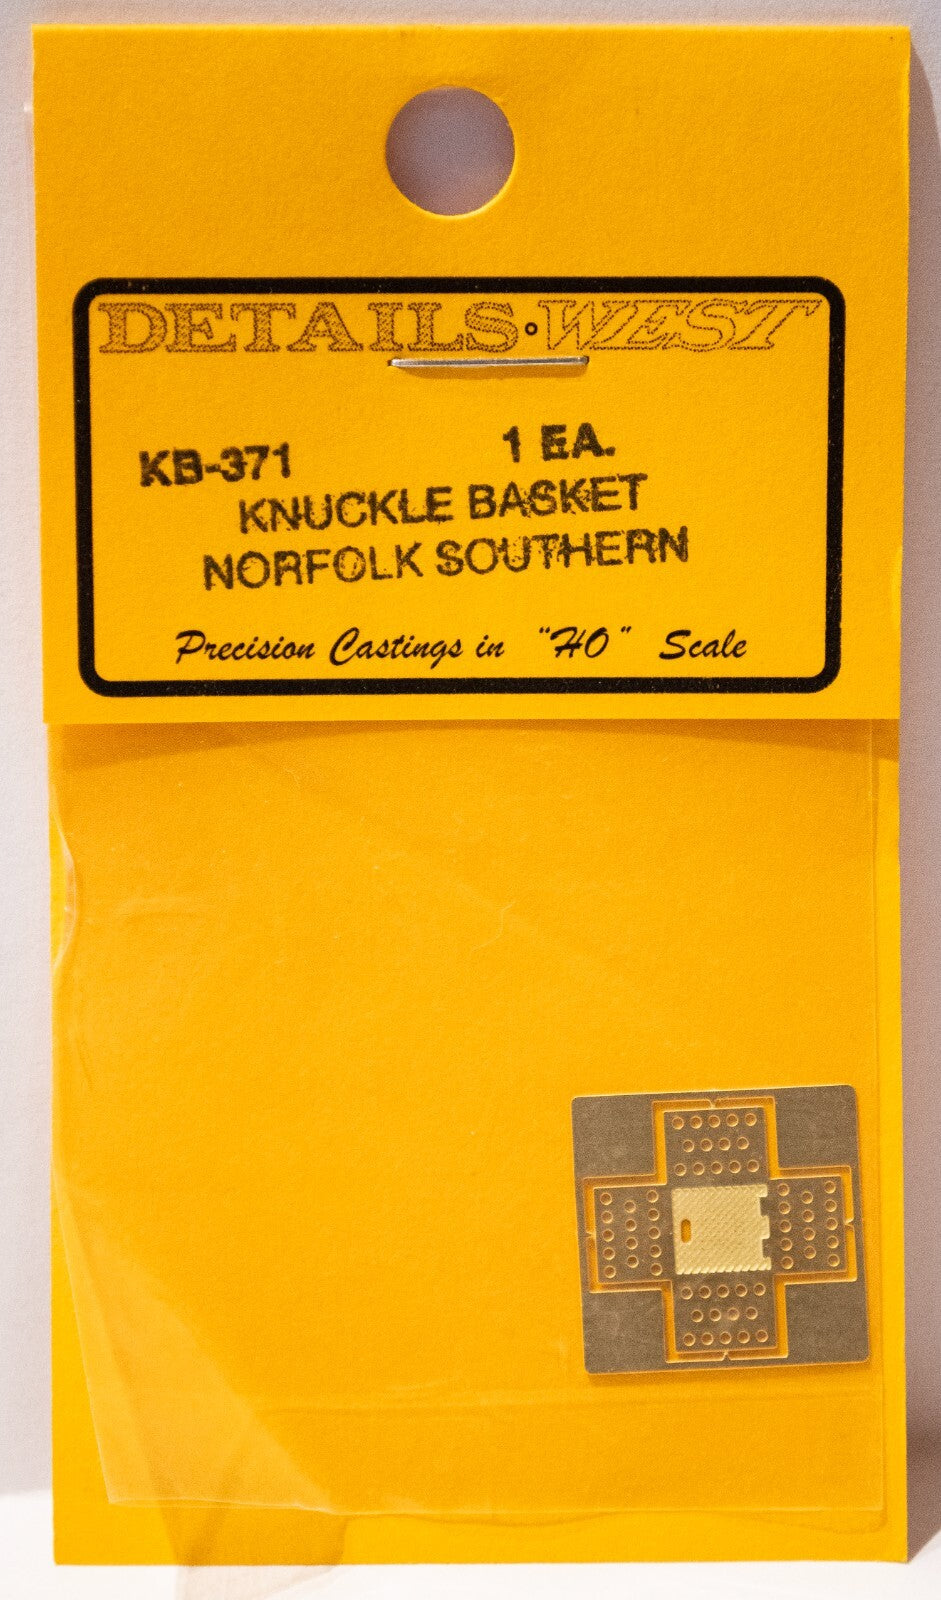 DETAILS WEST
KB-371 1 EA.
KNUCKLE BASKET
NORFOLK SOUTHERN
Precision Castings in "HO" Scale